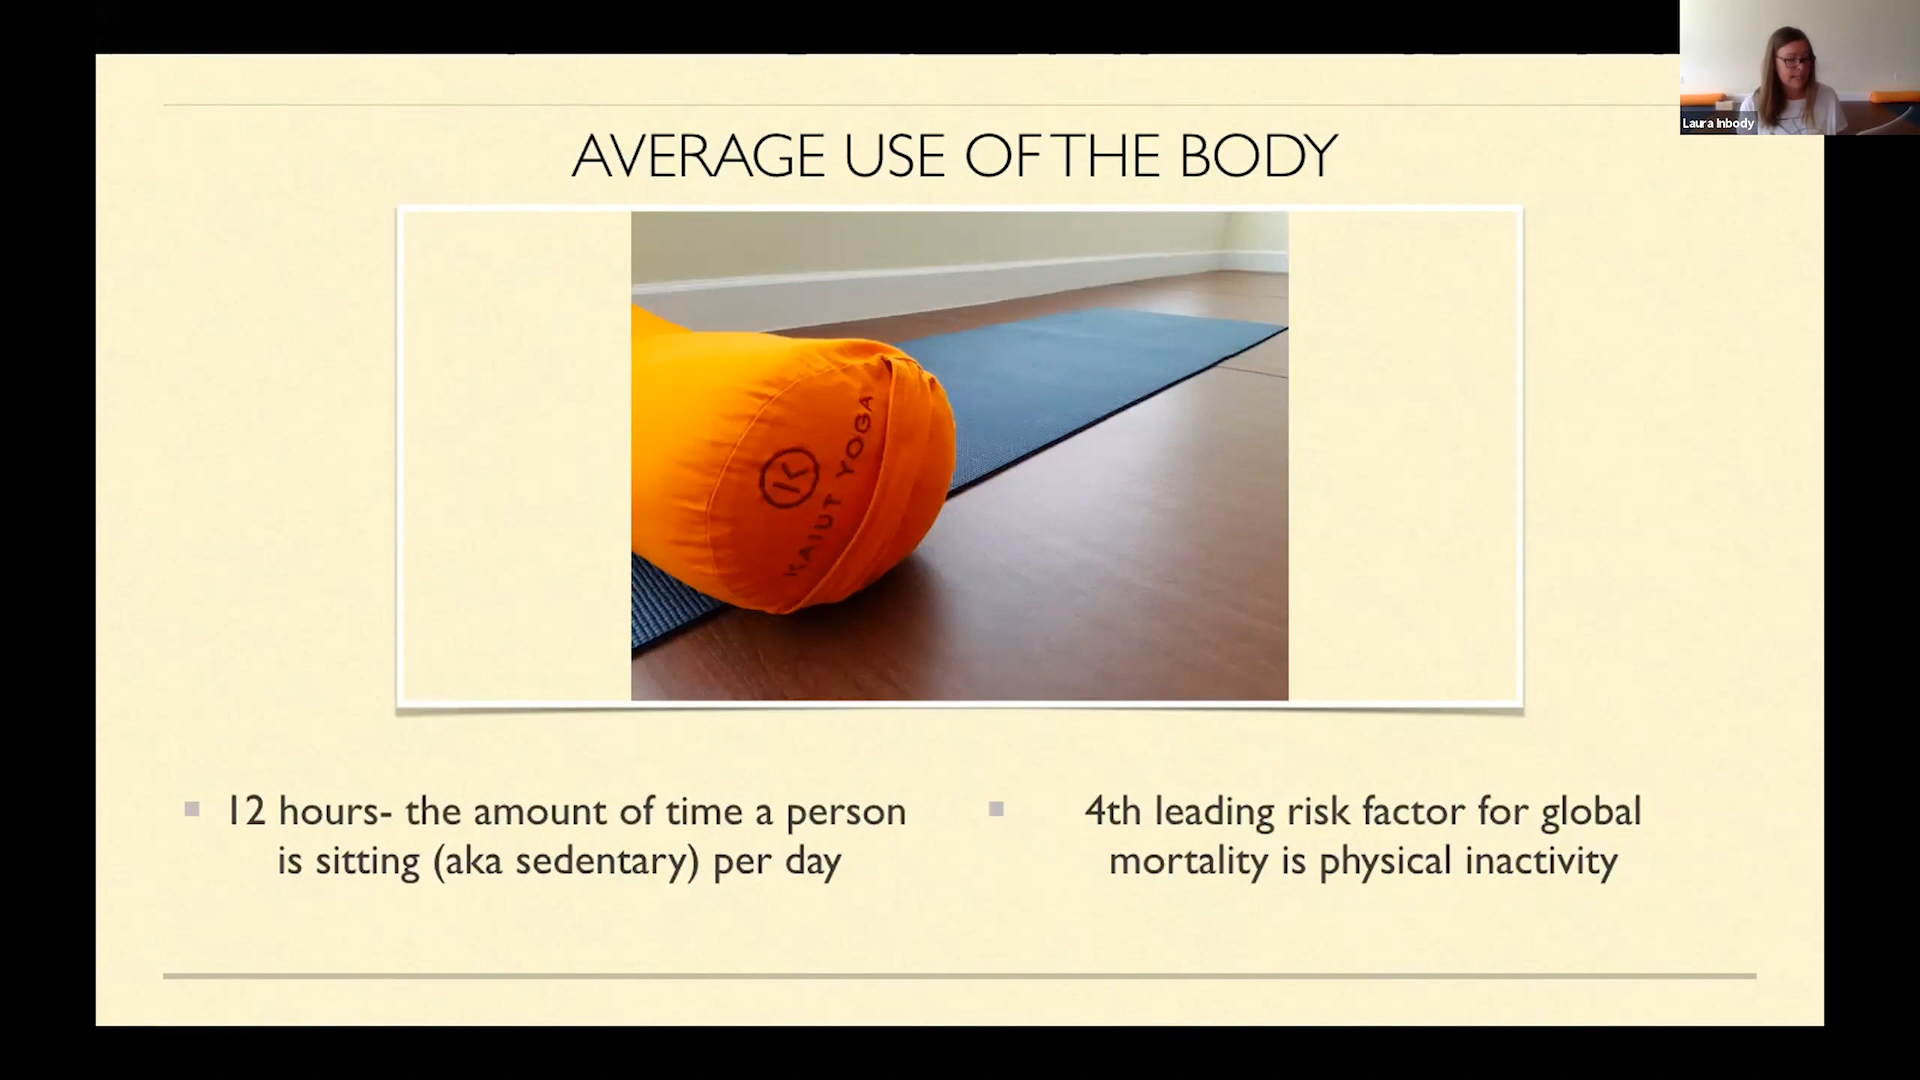 Laura Inbody
AVERAGE USE OF THE BODY
K
KAIUT YOGA
12 hours- the amount of time a person
is sitting (aka sedentary) per day
4th leading risk factor for global
mortality is physical inactivity